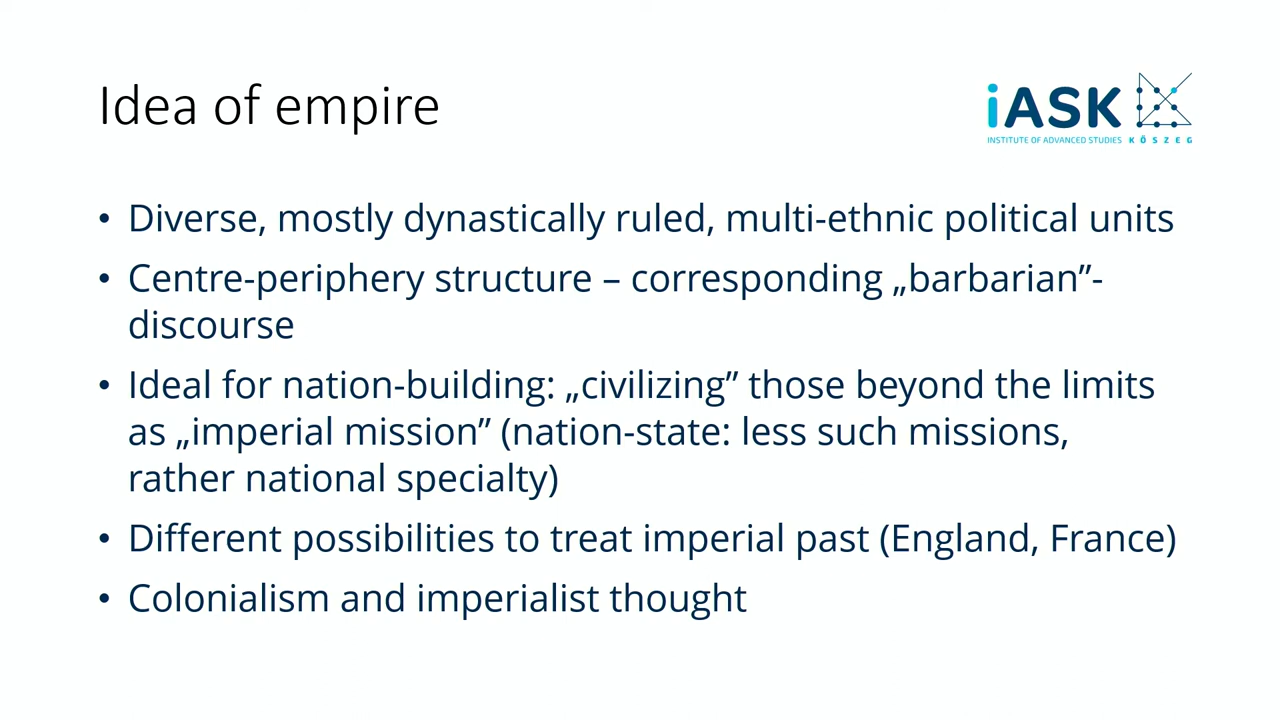 Idea of empire
iASK
INSTITUTE OF ADVANCED STUDIES KŐSZEG
• Diverse, mostly dynastically ruled, multi-ethnic political units
• Centre-periphery structure – corresponding „barbarian”-
discourse
• Ideal for nation-building: „civilizing” those beyond the limits
as „imperial mission” (nation-state: less such missions,
rather national specialty)
• Different possibilities to treat imperial past (England, France)
• Colonialism and imperialist thought